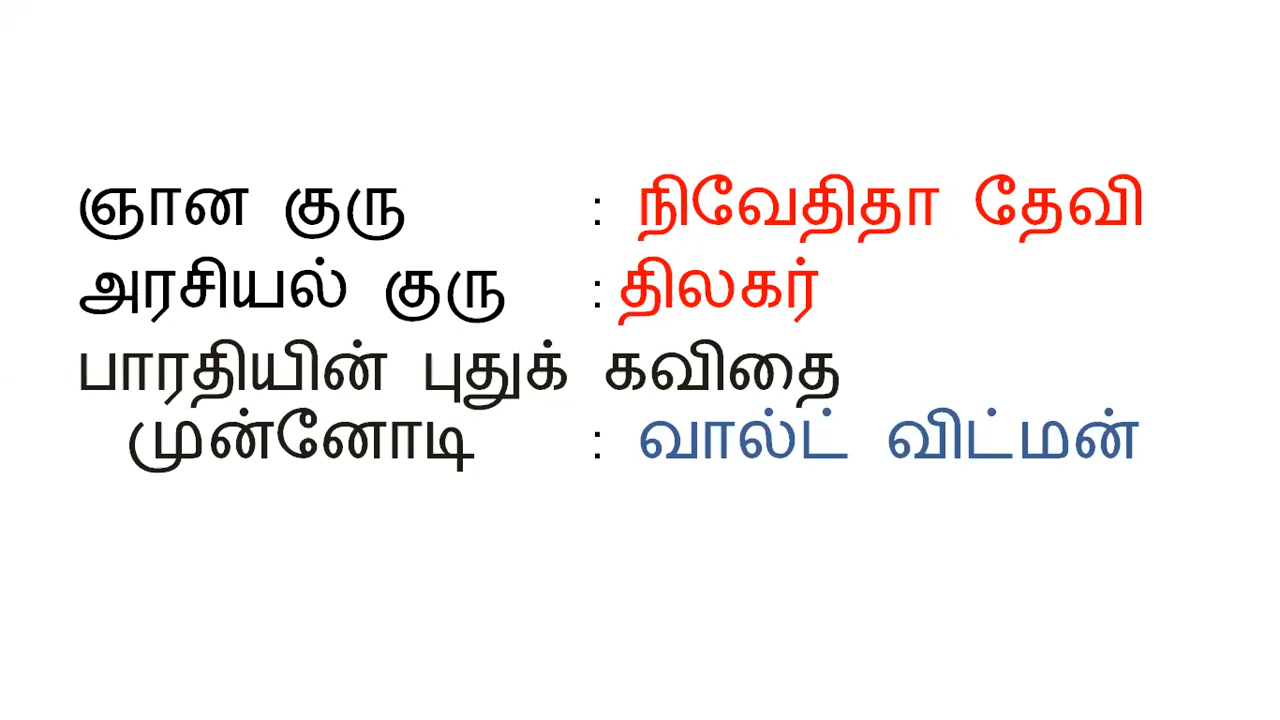 ஞான குரு : நிவேதிதா தேவி
அரசியல் குரு : திலகர்
பாரதியின் புதுக் கவிதை
முன்னோடி : வால்ட் விட்மன்